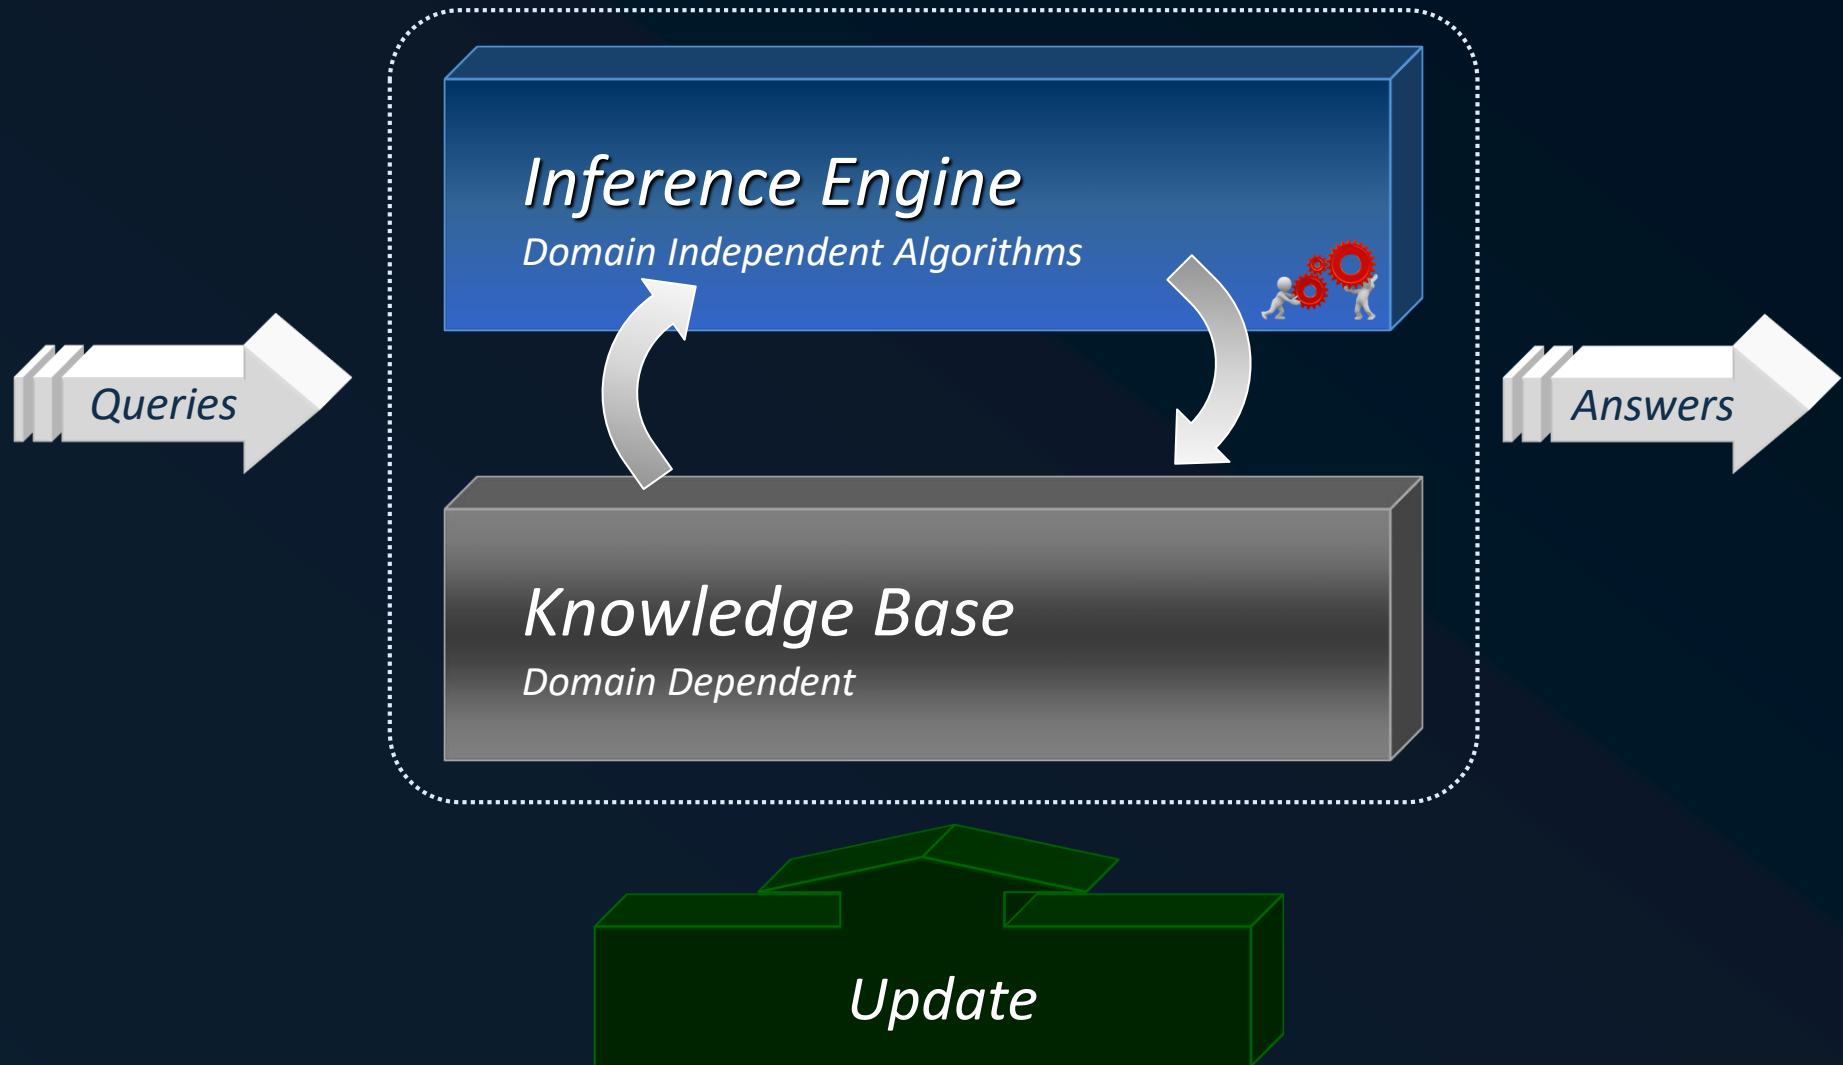 Inference Engine
Domain Independent Algorithms
Queries
Answers
Knowledge Base
Domain Dependent
Update